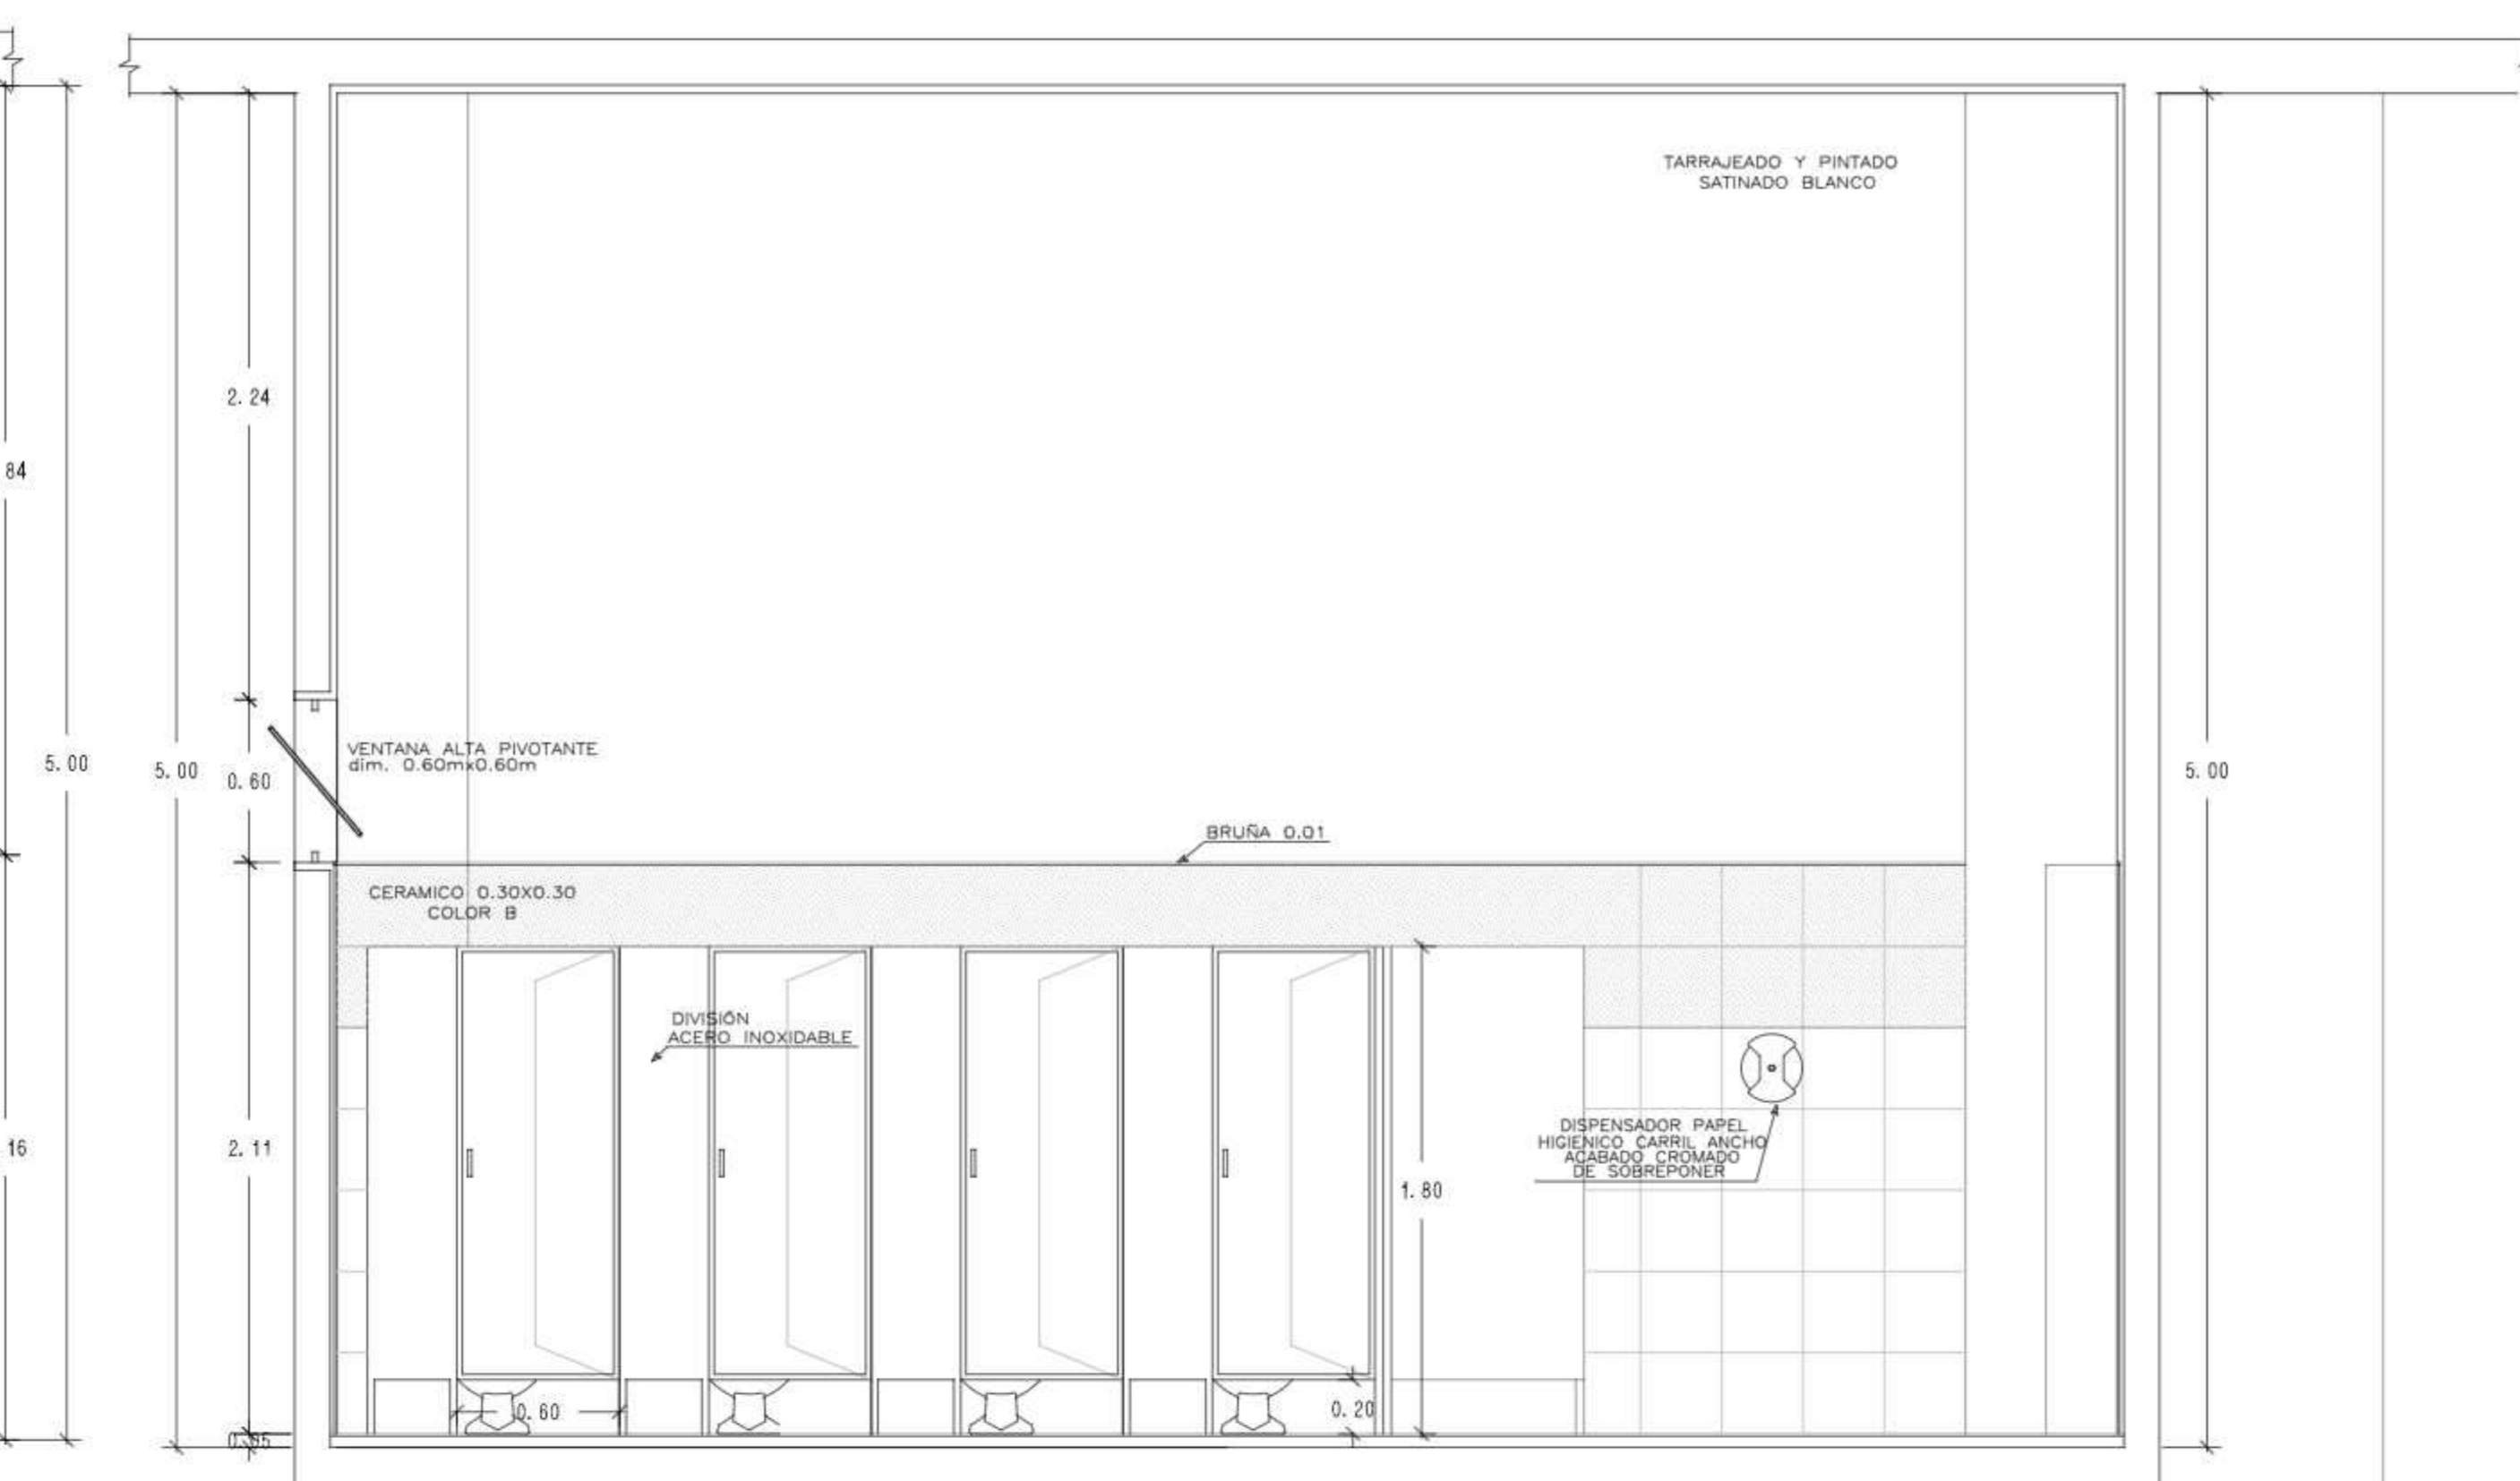 TARRAJEADO Y PINTADO
SATINADO BLANCO
2.24
84
5.00
5.00
0.60
VENTANA ALTA PIVOTANTE
dim. 0.60mx0.60m
5.00
BRUÑA 0.01
CERAMICO 0.30X0.30
COLOR B
DIVISIÓN
ACERO INOXIDABLE
16
2.11
DISPENSADOR PAPEL
HIGIENICO CARRIL ANCHO
ACABADO CROMADO
DE SOBREPONER
1.80
0.60
0.20